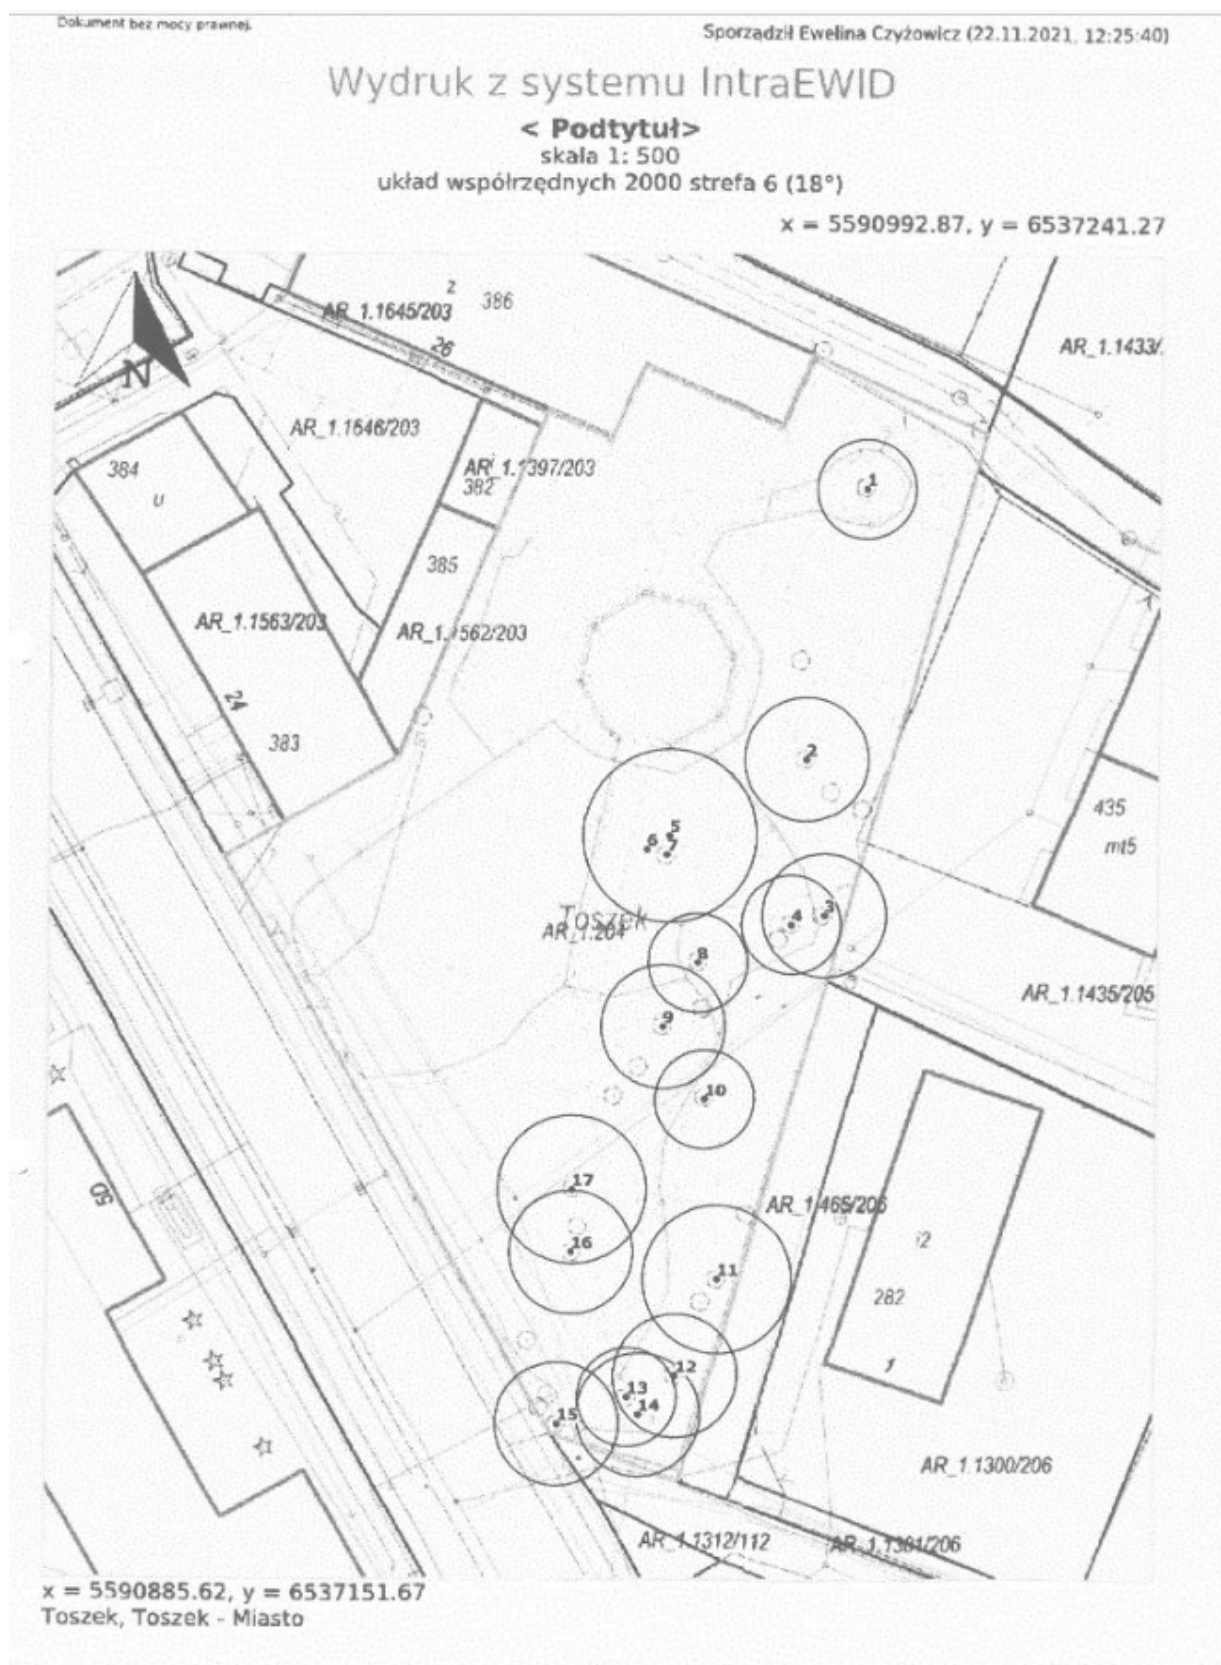 Dokument bez mocy prawnej.
Sporządził Ewelina Czyżowicz (22.11.2021, 12:25:40)
Wydruk z systemu IntraEWID
< Podtytuł>
skala 1: 500
układ współrzędnych 2000 strefa 6 (18°)
x = 5590992.87, y = 6537241.27
z
386
AR_1.1645/203
26
AR_1.1433/.
N
AR_1.1646/203
384
u
AR_1.1397/203
382
1
385
AR_1.1563/203
AR_1.1562/203
24
383
2
435
mt5
5
6
7
3
4
Toszek
AR_1.204
8
AR_1.1435/205
9
10
17
AR_1.465/206
16
i2
11
282
1
12
13
14
15
AR_1.1300/206
AR_1.1312/112
AR_1.1301/206
x = 5590885.62, y = 6537151.67
Toszek, Toszek - Miasto